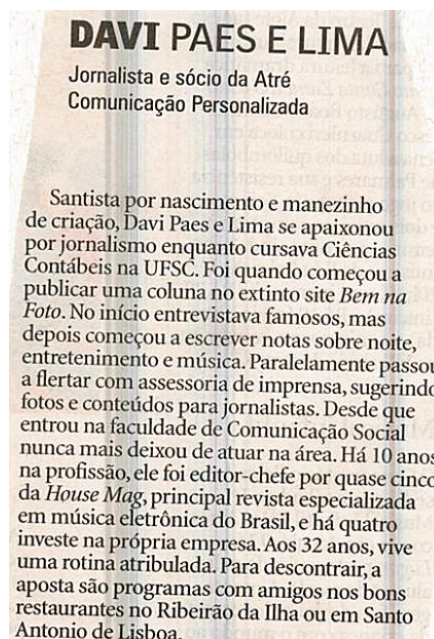 DAVI PAES E LIMA
Jornalista e sócio da Atré
Comunicação Personalizada
Santista por nascimento e manezinho
de criação, Davi Paes e Lima se apaixonou
por jornalismo enquanto cursava Ciências
Contábeis na UFSC. Foi quando começou a
publicar uma coluna no extinto site Bem na
Foto. No início entrevistava famosos, mas
depois começou a escrever notas sobre noite,
entretenimento e música. Paralelamente passou
a flertar com assessoria de imprensa, sugerindo
fotos e conteúdos para jornalistas. Desde que
entrou na faculdade de Comunicação Social
nunca mais deixou de atuar na área. Há 10 anos
na profissão, ele foi editor-chefe por quase cinco
da House Mag, principal revista especializada
em música eletrônica do Brasil, e há quatro
investe na própria empresa. Aos 32 anos, vive
uma rotina atribulada. Para descontrair, a
aposta são programas com amigos nos bons
restaurantes no Ribeirão da Ilha ou em Santo
Antonio de Lisboa.